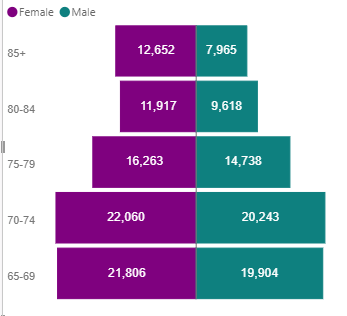 Female Male
85+ 12,652 7,965
80-84 11,917 9,618
75-79 16,263 14,738
70-74 22,060 20,243
65-69 21,806 19,904